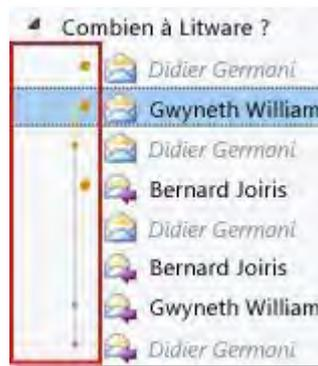 Combien à Litware ?
Didier Germani
Gwyneth William
Didier Germani
Bernard Joiris
Didier Germani
Bernard Joiris
Gwyneth William
Didier Germani